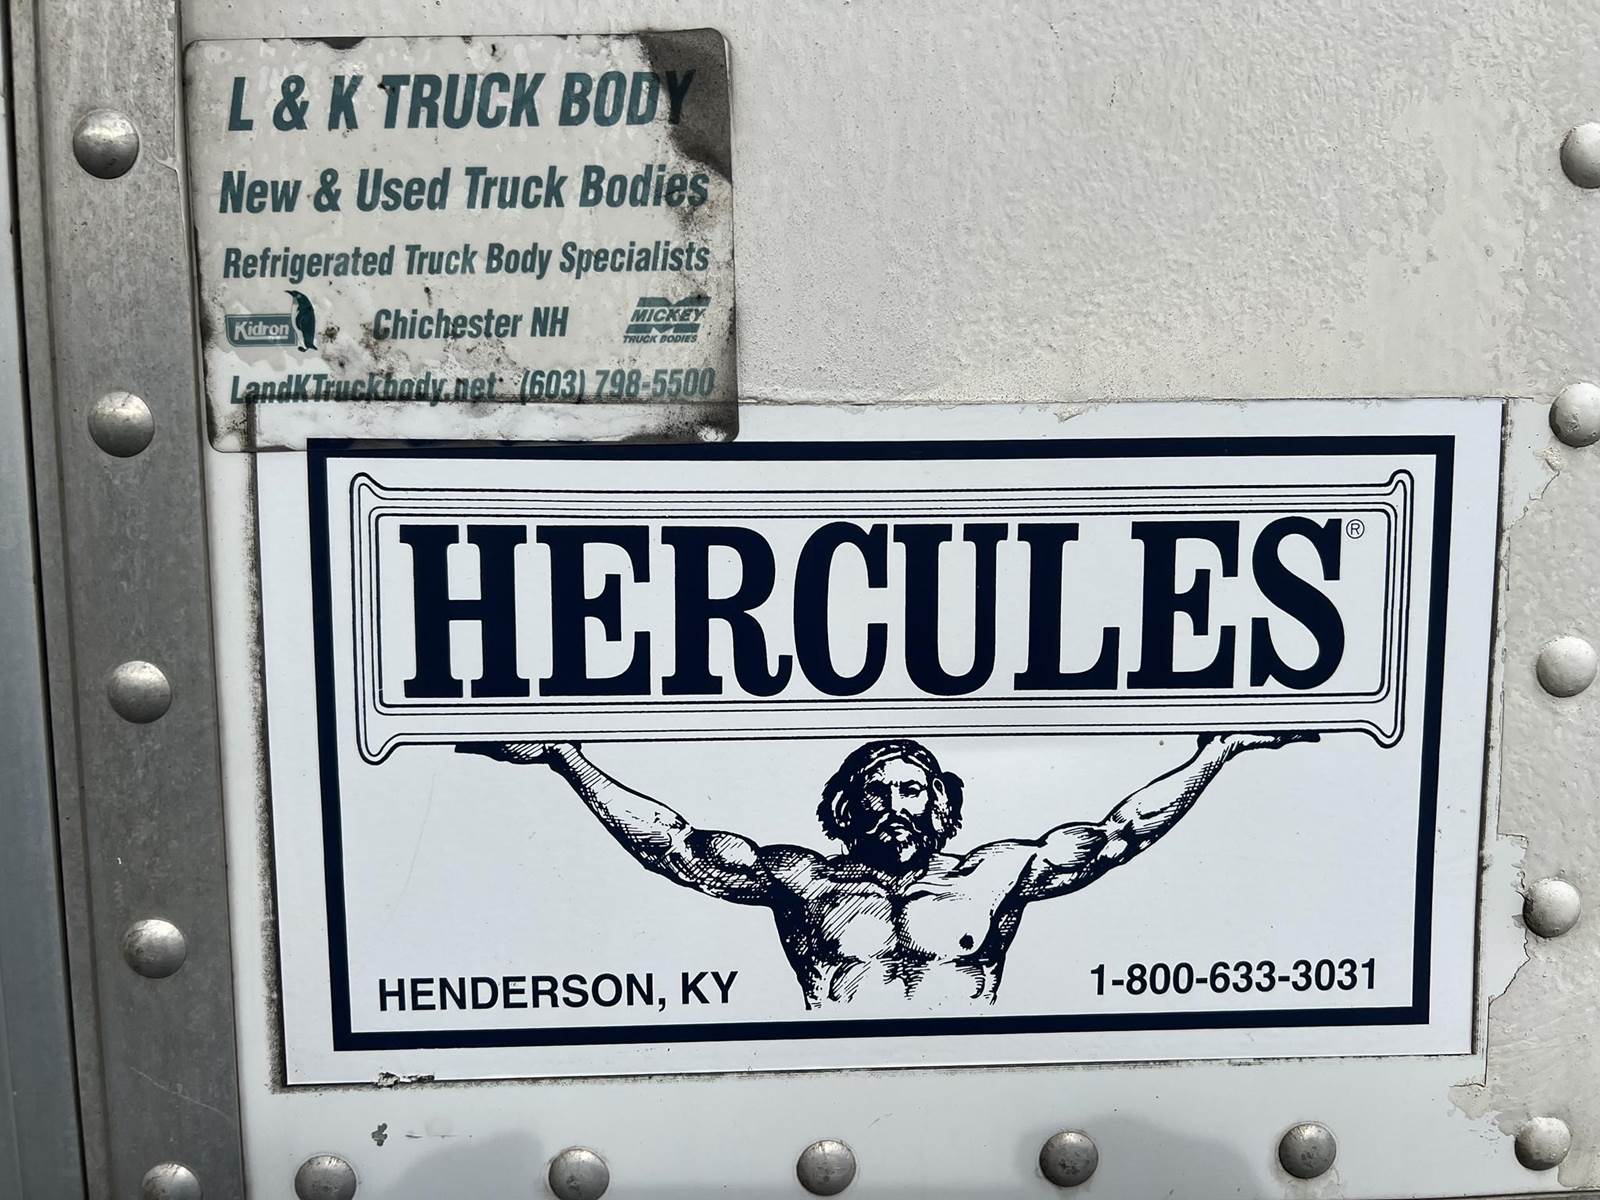 L & K TRUCK BODY
New & Used Truck Bodies
Refrigerated Truck Body Specialists
Kidron Chichester NH MICKEY
TRUCK BODIES
LandKTruckbody.net (603) 798-5500
HERCULES®
HENDERSON, KY 1-800-633-3031